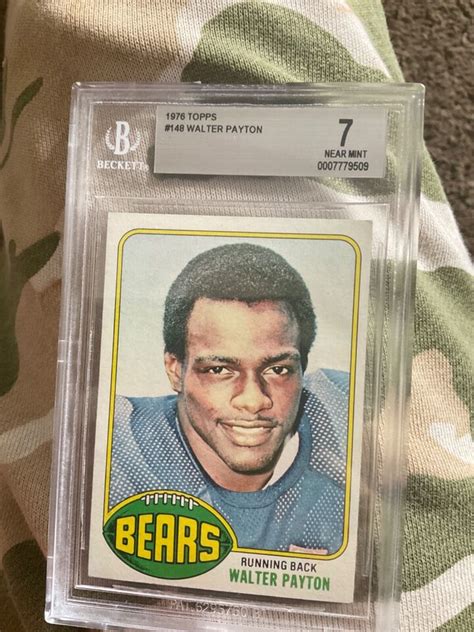 1976 TOPPS
#148 WALTER PAYTON
B
BECKETT
7
NEAR MINT
0007779509
BEARS
RUNNING BACK
WALTER PAYTON